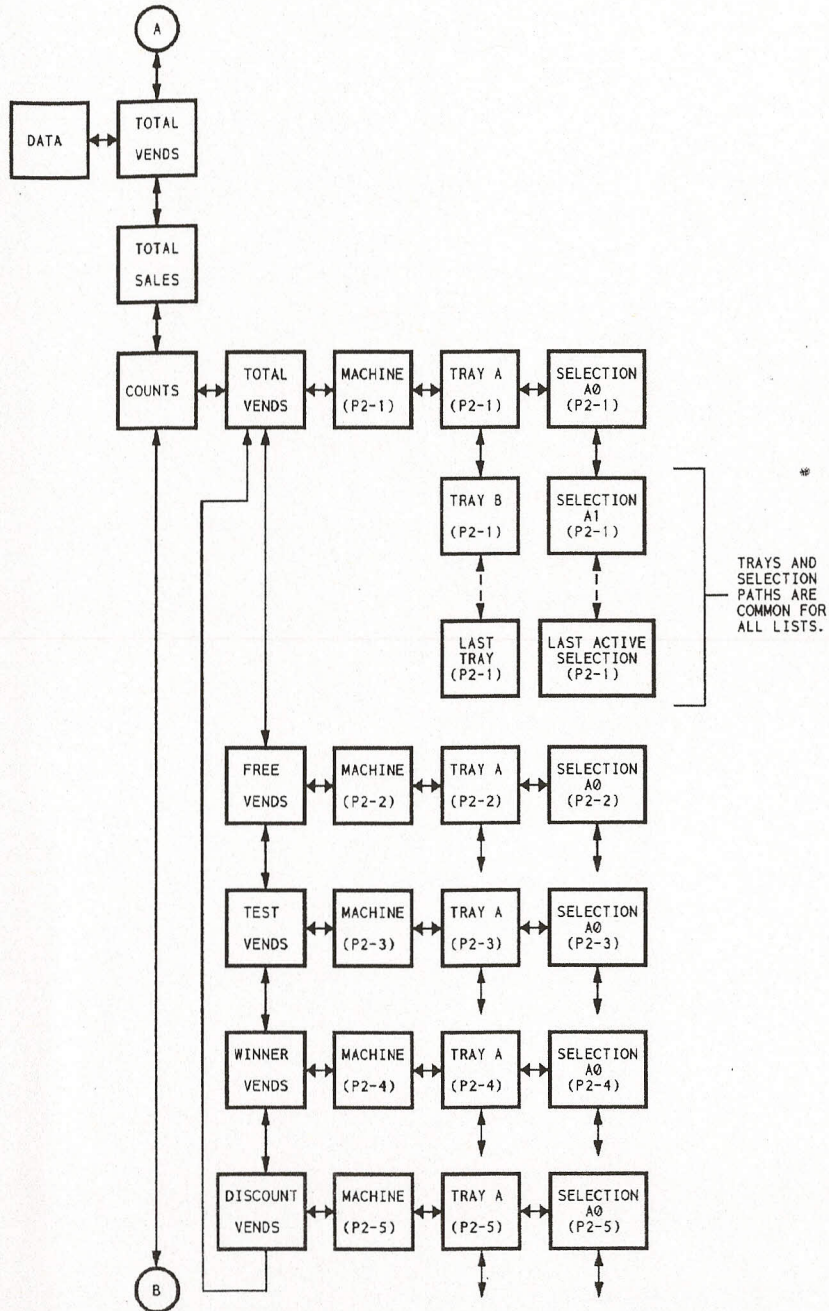 A
DATA
TOTAL
VENDS
TOTAL
SALES
COUNTS
TOTAL
VENDS
MACHINE
(P2-1)
TRAY A
(P2-1)
SELECTION
A0
(P2-1)
TRAY B
(P2-1)
SELECTION
A1
(P2-1)
LAST
TRAY
(P2-1)
LAST ACTIVE
SELECTION
(P2-1)
TRAYS AND
SELECTION
PATHS ARE
COMMON FOR
ALL LISTS.
FREE
VENDS
MACHINE
(P2-2)
TRAY A
(P2-2)
SELECTION
A0
(P2-2)
TEST
VENDS
MACHINE
(P2-3)
TRAY A
(P2-3)
SELECTION
A0
(P2-3)
WINNER
VENDS
MACHINE
(P2-4)
TRAY A
(P2-4)
SELECTION
A0
(P2-4)
DISCOUNT
VENDS
MACHINE
(P2-5)
TRAY A
(P2-5)
SELECTION
A0
(P2-5)
B